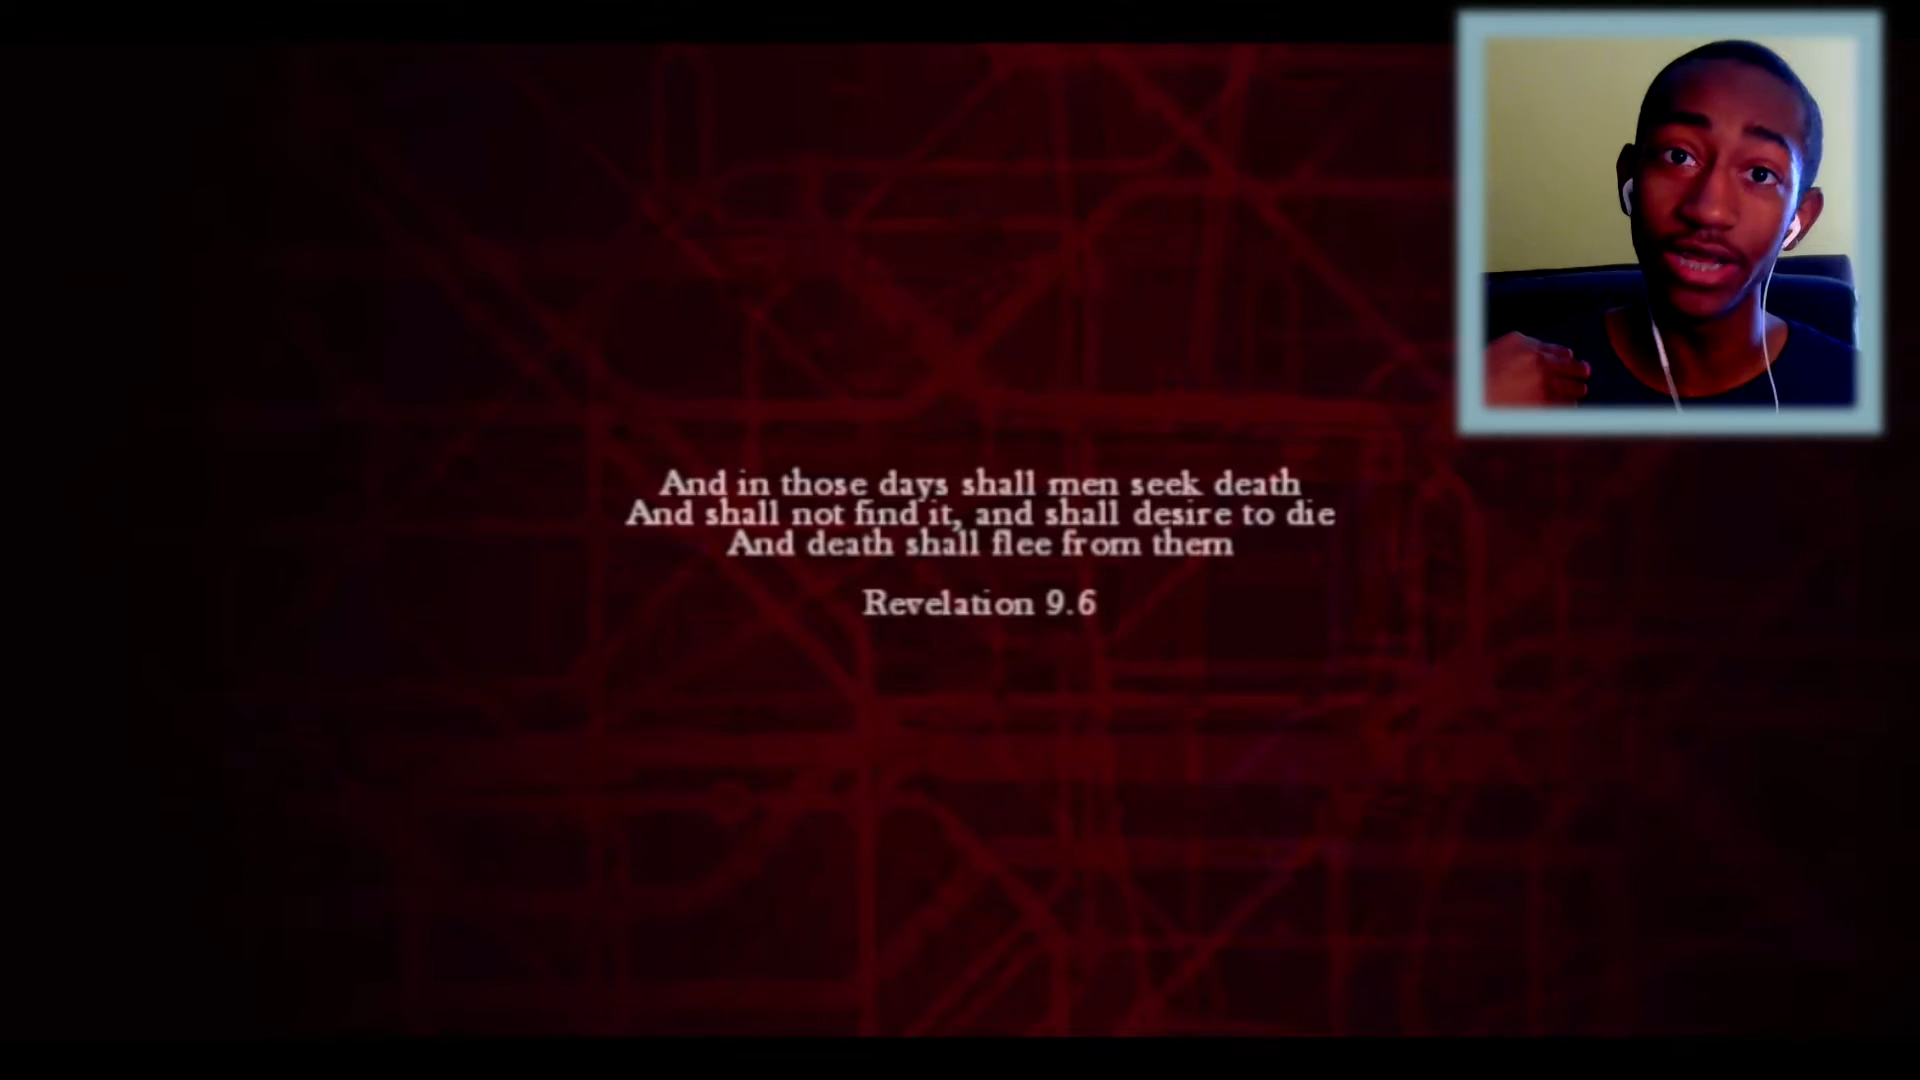 And in those days shall men seek death
And shall not find it, and shall desire to die
And death shall flee from them
Revelation 9.6